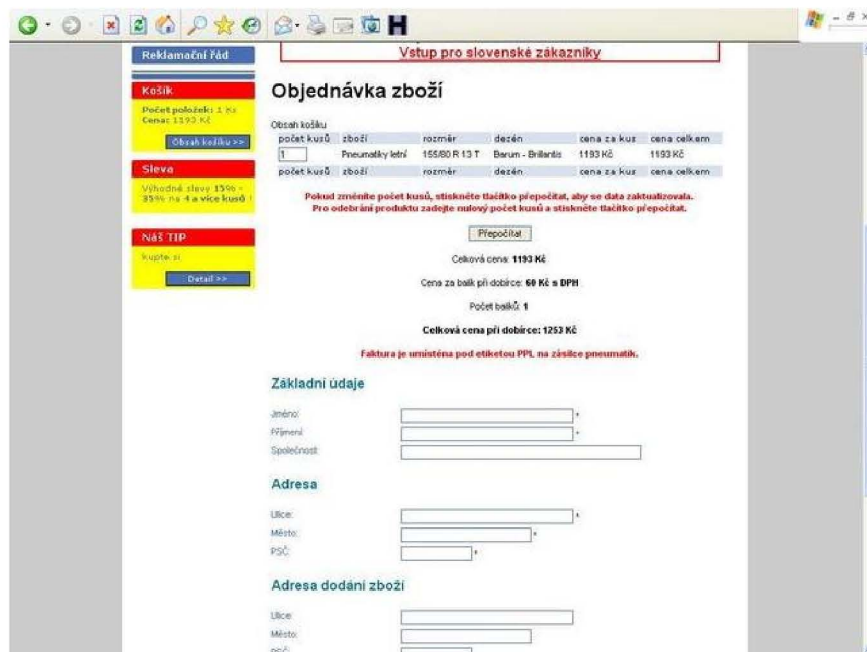 Reklamační řád
Vstup pro slovenské zákazníky
Košík
Počet položek: 1 ks
Cena: 1193 Kč
Obsah košíku >>
Sleva
Výhodné slevy 15% -
35% na 4 a více kusů !
Náš TIP
kupte si
Detail >>
Objednávka zboží
Obsah košíku
počet kusů zboží rozměr dezén cena za kus cena celkem
1 Pneumatiky letní 155/80 R 13 T Barum - Brillantis 1193 Kč 1193 Kč
počet kusů zboží rozměr dezén cena za kus cena celkem
Pokud změníte počet kusů, stiskněte tlačítko přepočítat, aby se data zaktualizovala.
Pro odebrání produktu zadejte nulový počet kusů a stiskněte tlačítko přepočítat.
Přepočítat
Celková cena: 1193 Kč
Cena za balík při dobírce: 60 Kč s DPH
Počet balíků: 1
Celková cena při dobírce: 1253 Kč
Faktura je umístěna pod etiketou PPL na zásilce pneumatik.
Základní údaje
Jméno: *
Příjmení: *
Společnost:
Adresa
Ulice: *
Město: *
PSČ: *
Adresa dodání zboží
Ulice:
Město:
PSČ: